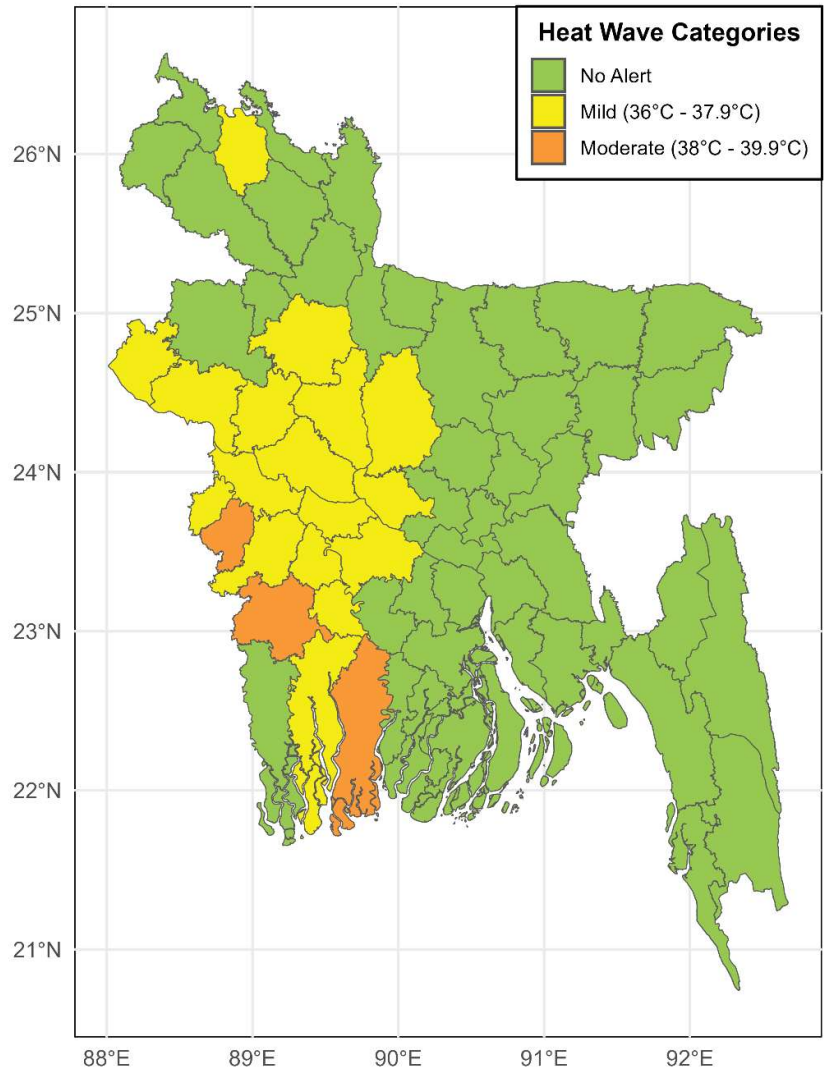 Heat Wave Categories
No Alert
Mild (36°C - 37.9°C)
Moderate (38°C - 39.9°C)
26°N
25°N
24°N
23°N
22°N
21°N
88°E 89°E 90°E 91°E 92°E